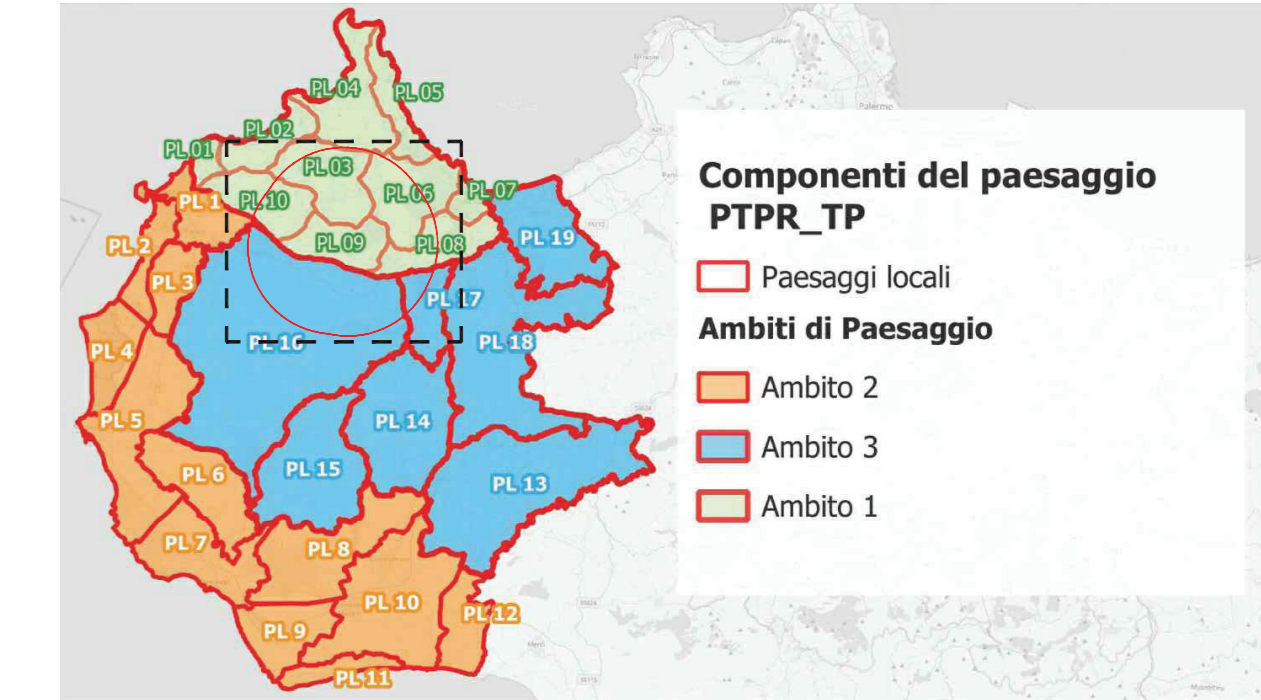 PL 04
PL 05
PL 02
PL 01
PL 03
PL 06
PL 07
PL 10
PL 09
PL 08
PL 1
PL 2
PL 3
PL 19
PL 17
PL 16
PL 18
PL 4
PL 5
PL 14
PL 15
PL 6
PL 13
PL 7
PL 8
PL 10
PL 9
PL 12
PL 11
Palermo
Componenti del paesaggio
PTPR_TP
Paesaggi locali
Ambiti di Paesaggio
Ambito 2
Ambito 3
Ambito 1